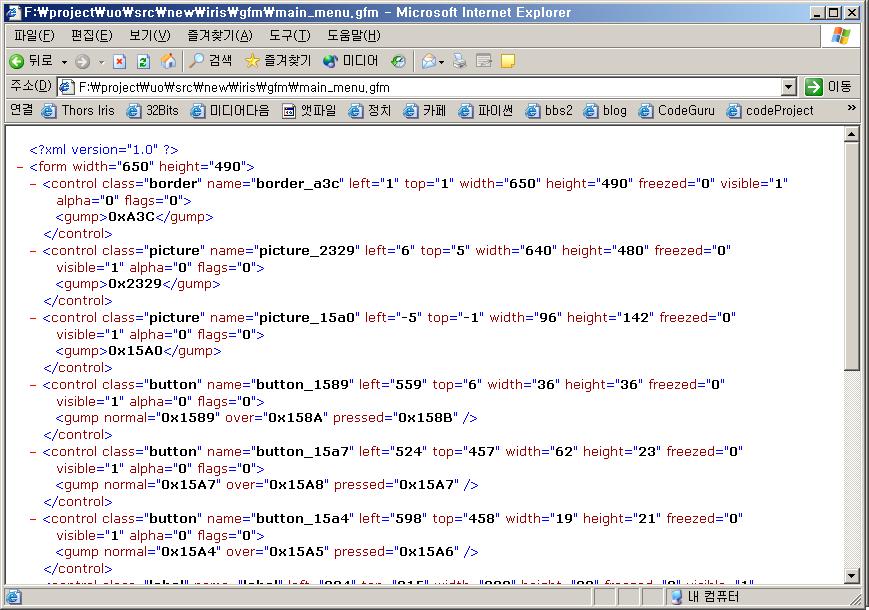 F:₩project₩uo₩src₩new₩iris₩gfm₩main_menu.gfm - Microsoft Internet Explorer
파일(F) 편집(E) 보기(V) 즐겨찾기(A) 도구(T) 도움말(H)
뒤로 검색 즐겨찾기 미디어
주소(D) F:₩project₩uo₩src₩new₩iris₩gfm₩main_menu.gfm 이동
연결 Thors Iris 32Bits 미디어다음 앳파일 정치 카페 파이썬 bbs2 blog CodeGuru codeProject »
<?xml version="1.0" ?>
- <form width="650" height="490">
- <control class="border" name="border_a3c" left="1" top="1" width="650" height="490" freezed="0" visible="1"
alpha="0" flags="0">
<gump>0xA3C</gump>
</control>
- <control class="picture" name="picture_2329" left="6" top="5" width="640" height="480" freezed="0"
visible="1" alpha="0" flags="0">
<gump>0x2329</gump>
</control>
- <control class="picture" name="picture_15a0" left="-5" top="-1" width="96" height="142" freezed="0"
visible="1" alpha="0" flags="0">
<gump>0x15A0</gump>
</control>
- <control class="button" name="button_1589" left="559" top="6" width="36" height="36" freezed="0"
visible="1" alpha="0" flags="0">
<gump normal="0x1589" over="0x158A" pressed="0x158B" />
</control>
- <control class="button" name="button_15a7" left="524" top="457" width="62" height="23" freezed="0"
visible="1" alpha="0" flags="0">
<gump normal="0x15A7" over="0x15A8" pressed="0x15A7" />
</control>
- <control class="button" name="button_15a4" left="598" top="458" width="19" height="21" freezed="0"
visible="1" alpha="0" flags="0">
<gump normal="0x15A4" over="0x15A5" pressed="0x15A6" />
</control>
내 컴퓨터